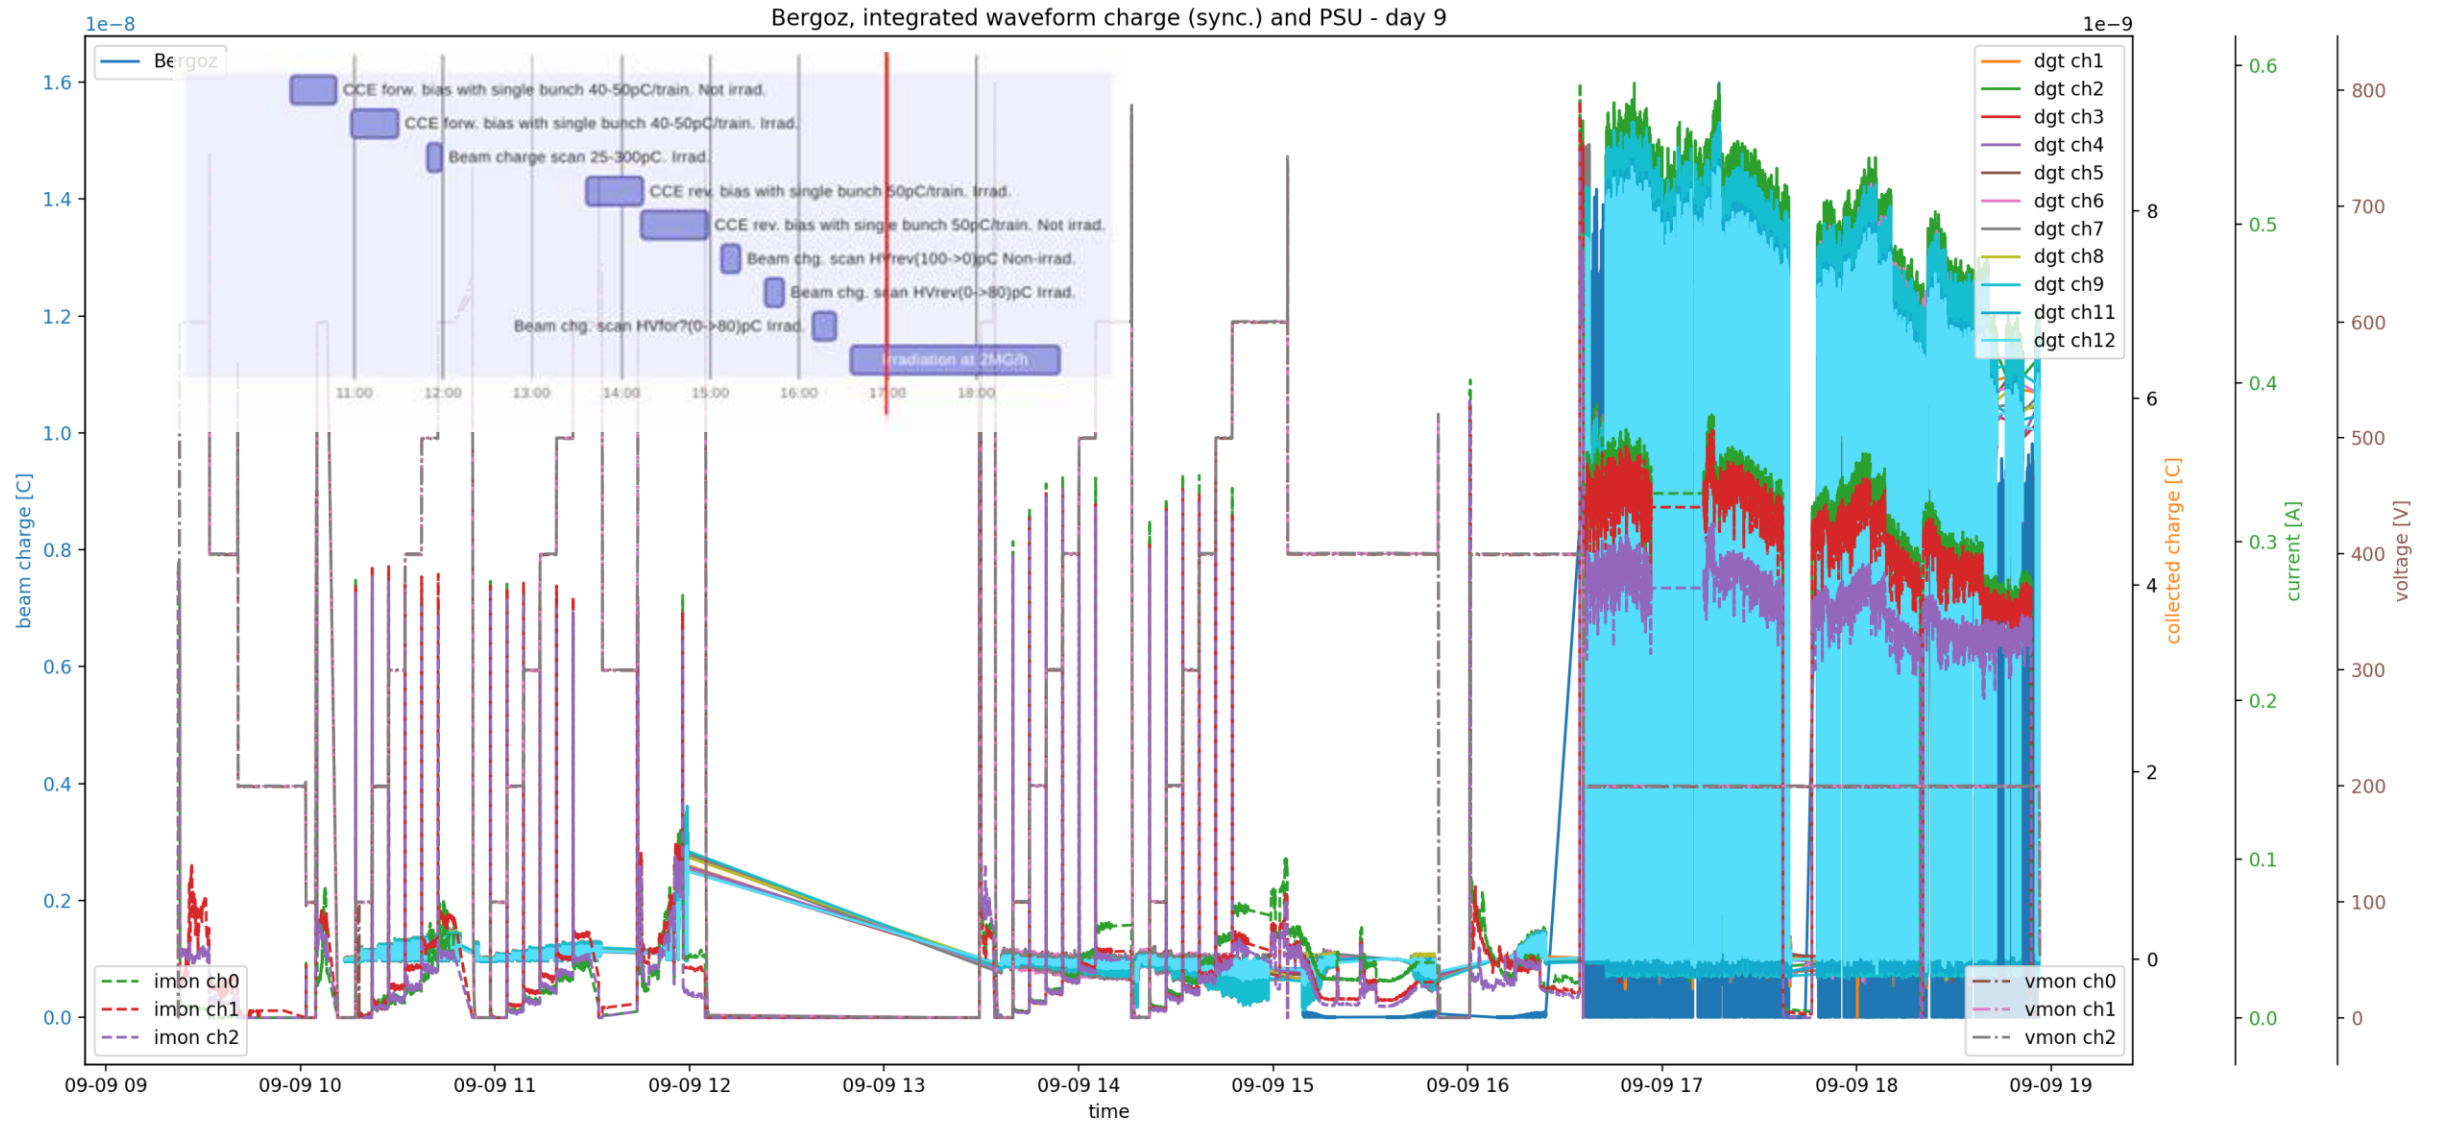 Bergoz, integrated waveform charge (sync.) and PSU - day 9
1e−8
1e−9
Bergoz
CCE forw. bias with single bunch 40-50pC/train. Not irrad.
CCE forw. bias with single bunch 40-50pC/train. Irrad.
Beam charge scan 25-300pC. Irrad.
CCE rev. bias with single bunch 50pC/train. Irrad.
CCE rev. bias with single bunch 50pC/train. Not irrad.
Beam chg. scan HVrev(100->0)pC Non-irrad.
Beam chg. scan HVrev(0->80)pC Irrad.
Beam chg. scan HVfor?(0->80)pC Irrad.
Irradiation at 2MG/h
11:00 12:00 13:00 14:00 15:00 16:00 17:00 18:00
dgt ch1
dgt ch2
dgt ch3
dgt ch4
dgt ch5
dgt ch6
dgt ch7
dgt ch8
dgt ch9
dgt ch11
dgt ch12
imon ch0
imon ch1
imon ch2
vmon ch0
vmon ch1
vmon ch2
beam charge [C]
1.6
1.4
1.2
1.0
0.8
0.6
0.4
0.2
0.0
collected charge [C]
8
6
4
2
0
current [A]
0.6
0.5
0.4
0.3
0.2
0.1
0.0
voltage [V]
800
700
600
500
400
300
200
100
0
09-09 09 09-09 10 09-09 11 09-09 12 09-09 13 09-09 14 09-09 15 09-09 16 09-09 17 09-09 18 09-09 19
time